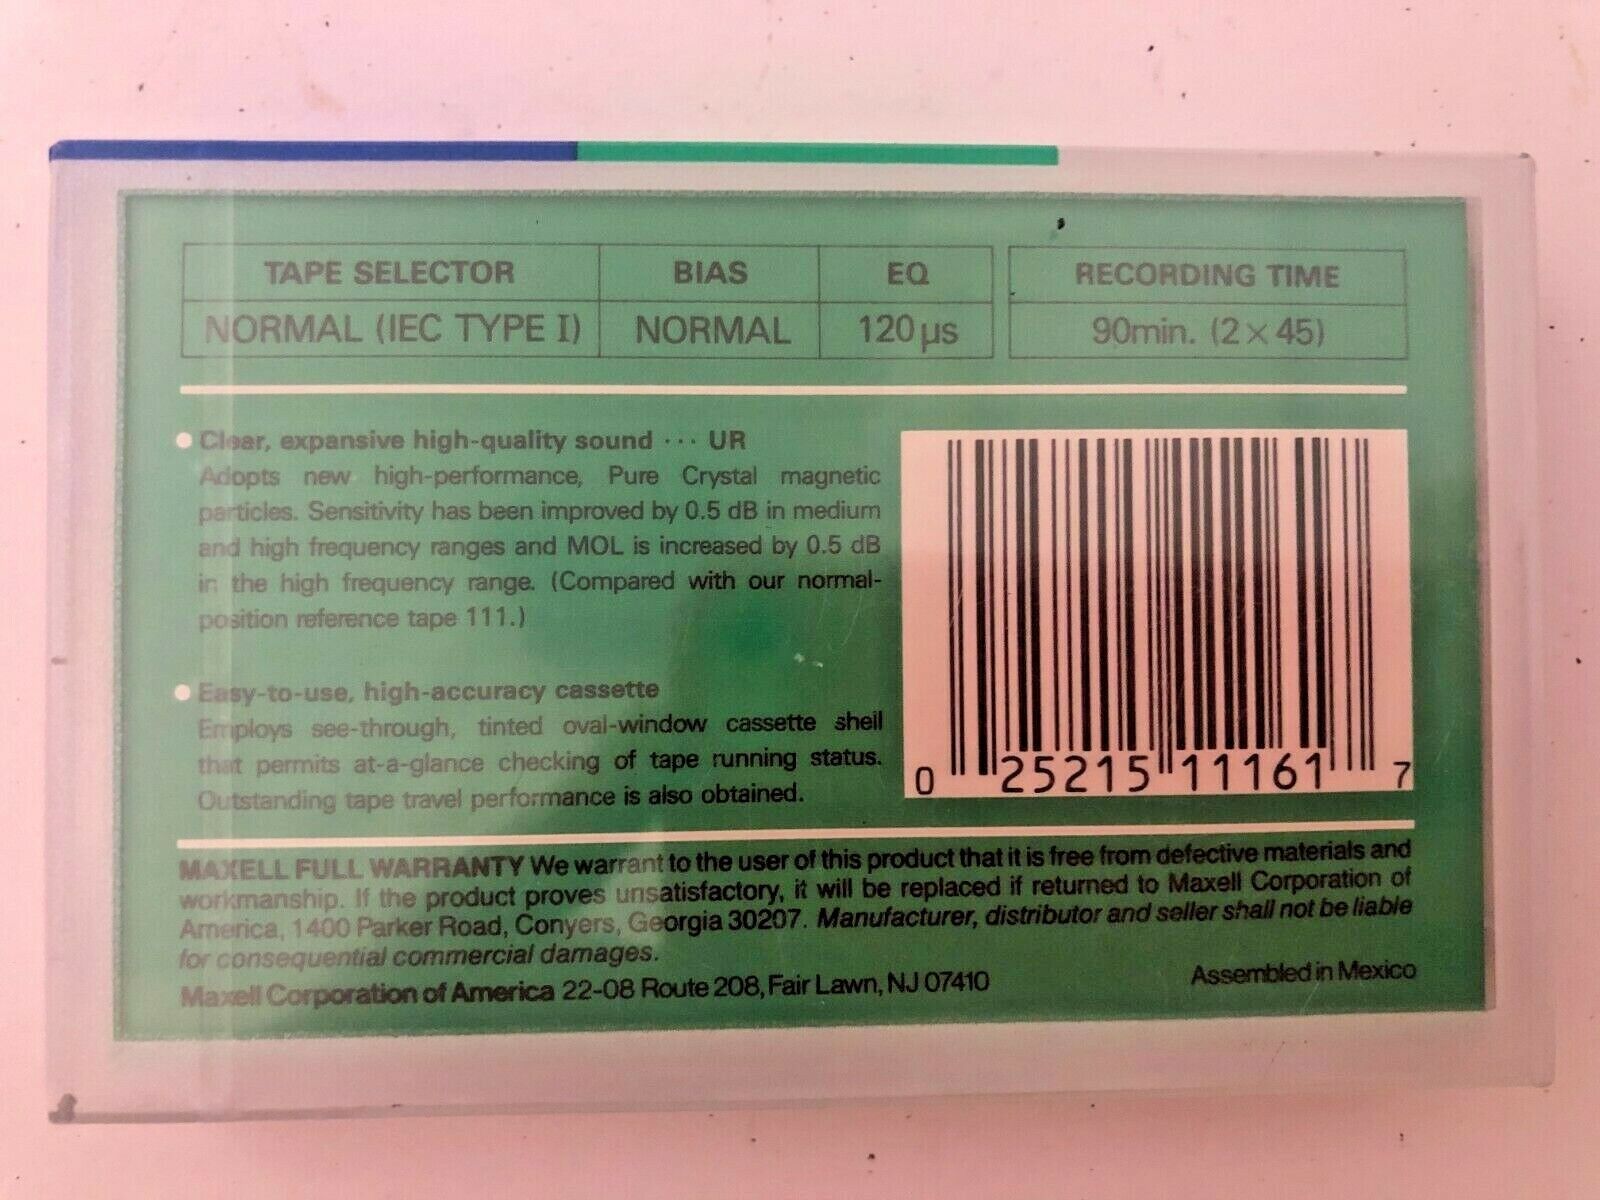 TAPE SELECTOR BIAS EQ RECORDING TIME
NORMAL (IEC TYPE I) NORMAL 120 µs 90min. (2 × 45)
● Clear, expansive high-quality sound ··· UR
Adopts new high-performance, Pure Crystal magnetic
particles. Sensitivity has been improved by 0.5 dB in medium
and high frequency ranges and MOL is increased by 0.5 dB
in the high frequency range. (Compared with our normal-
position reference tape 111.)
● Easy-to-use, high-accuracy cassette
Employs see-through, tinted oval-window cassette shell
that permits at-a-glance checking of tape running status.
Outstanding tape travel performance is also obtained.
0 25215 11161 7
MAXELL FULL WARRANTY We warrant to the user of this product that it is free from defective materials and
workmanship. If the product proves unsatisfactory, it will be replaced if returned to Maxell Corporation of
America, 1400 Parker Road, Conyers, Georgia 30207. Manufacturer, distributor and seller shall not be liable
for consequential commercial damages.
Maxell Corporation of America 22-08 Route 208, Fair Lawn, NJ 07410
Assembled in Mexico